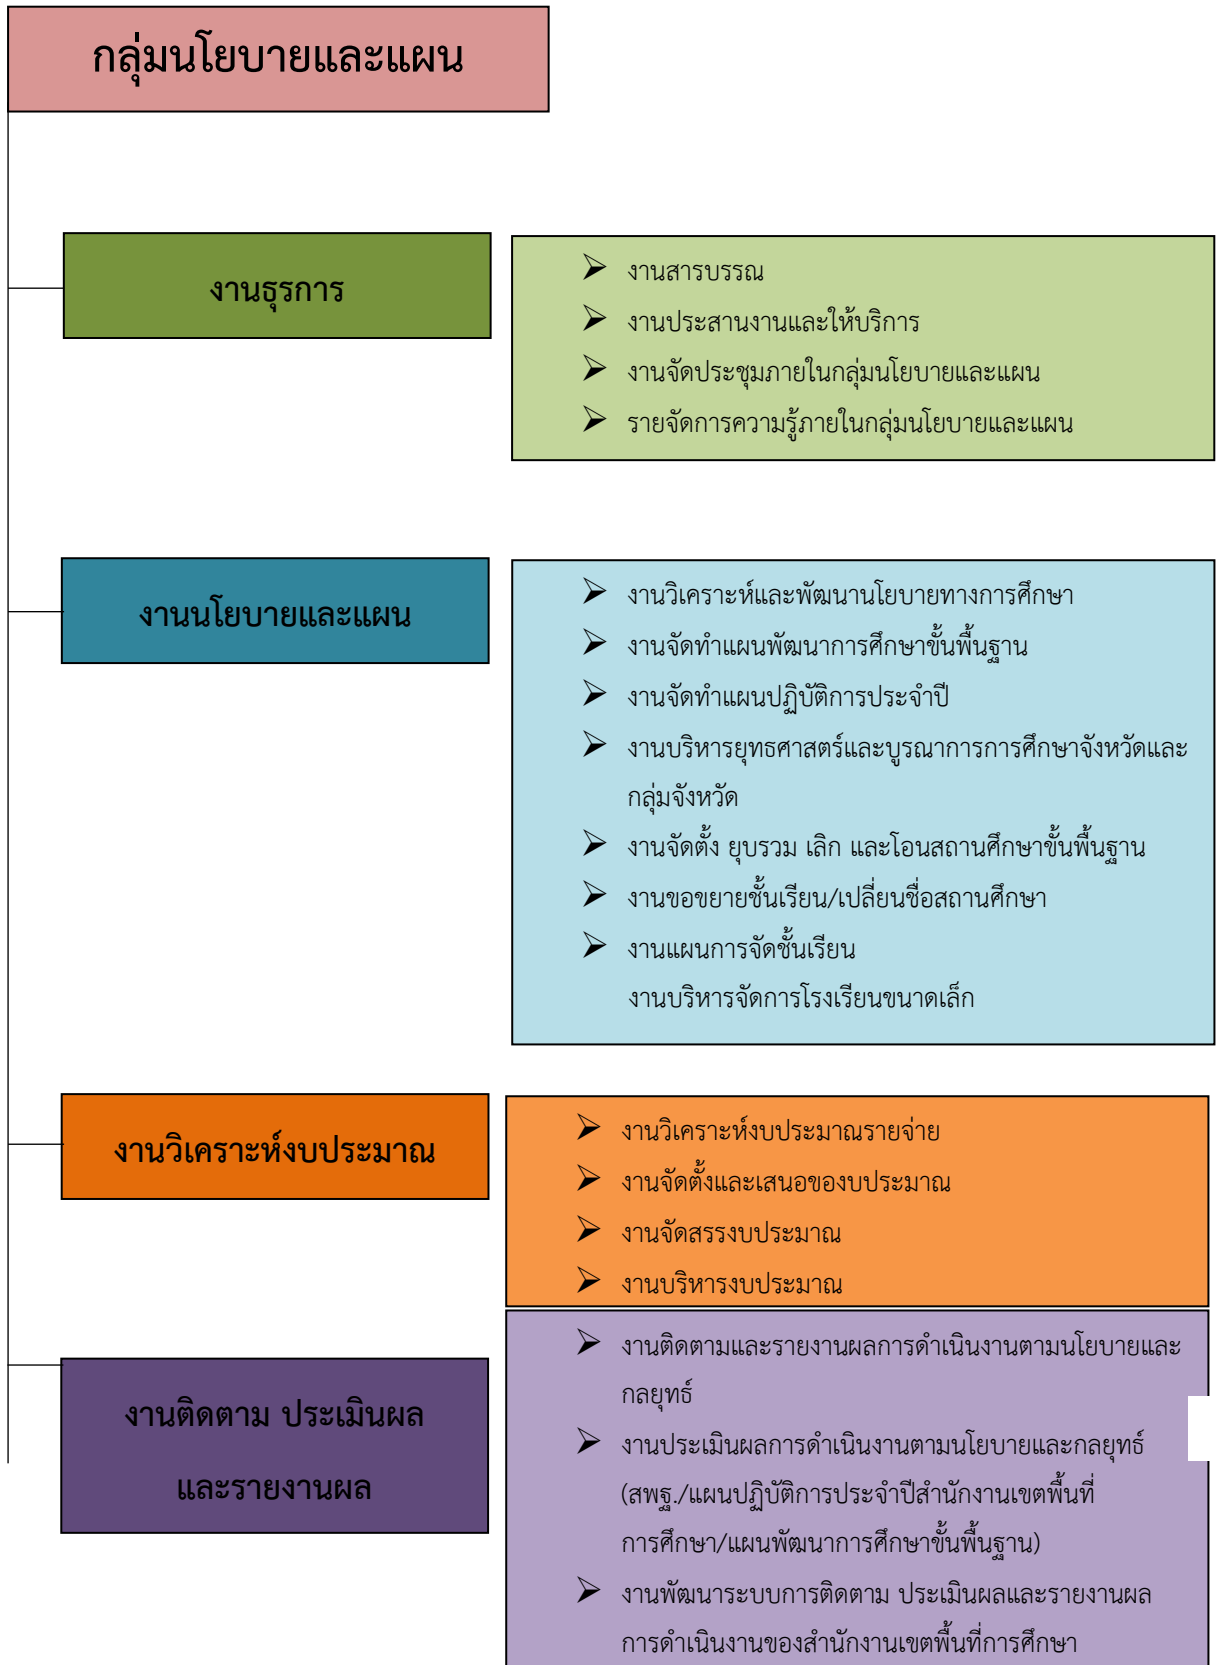 กลุ่มนโยบายและแผน
งานธุรการ
➢ งานสารบรรณ
➢ งานประสานงานและให้บริการ
➢ งานจัดประชุมภายในกลุ่มนโยบายและแผน
➢ รายจัดการความรู้ภายในกลุ่มนโยบายและแผน
งานนโยบายและแผน
➢ งานวิเคราะห์และพัฒนานโยบายทางการศึกษา
➢ งานจัดทำแผนพัฒนาการศึกษาขั้นพื้นฐาน
➢ งานจัดทำแผนปฏิบัติการประจำปี
➢ งานบริหารยุทธศาสตร์และบูรณาการการศึกษาจังหวัดและ
กลุ่มจังหวัด
➢ งานจัดตั้ง ยุบรวม เลิก และโอนสถานศึกษาขั้นพื้นฐาน
➢ งานขอขยายชั้นเรียน/เปลี่ยนชื่อสถานศึกษา
➢ งานแผนการจัดชั้นเรียน
งานบริหารจัดการโรงเรียนขนาดเล็ก
งานวิเคราะห์งบประมาณ
➢ งานวิเคราะห์งบประมาณรายจ่าย
➢ งานจัดตั้งและเสนอของบประมาณ
➢ งานจัดสรรงบประมาณ
➢ งานบริหารงบประมาณ
งานติดตาม ประเมินผล
และรายงานผล
➢ งานติดตามและรายงานผลการดำเนินงานตามนโยบายและ
กลยุทธ์
➢ งานประเมินผลการดำเนินงานตามนโยบายและกลยุทธ์
(สพฐ./แผนปฏิบัติการประจำปีสำนักงานเขตพื้นที่
การศึกษา/แผนพัฒนาการศึกษาขั้นพื้นฐาน)
➢ งานพัฒนาระบบการติดตาม ประเมินผลและรายงานผล
การดำเนินงานของสำนักงานเขตพื้นที่การศึกษา